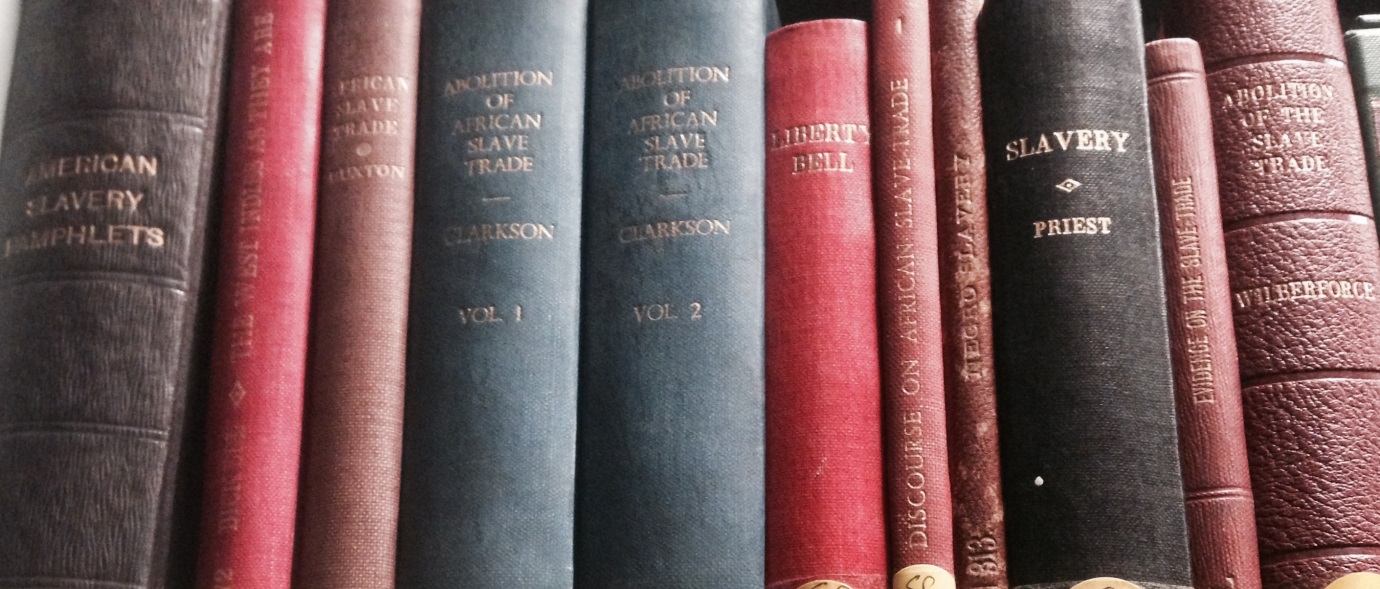 AMERICAN
SLAVERY
PAMPHLETS
THE WEST INDIES AS THEY ARE
AFRICAN
SLAVE
TRADE
BUXTON
ABOLITION
OF
AFRICAN
SLAVE
TRADE
CLARKSON
VOL. 1
ABOLITION
OF
AFRICAN
SLAVE
TRADE
CLARKSON
VOL. 2
LIBERTY
BELL
DISCOURSE ON AFRICAN SLAVE TRADE
NEGRO SLAVERY
SLAVERY
PRIEST
EVIDENCE ON THE SLAVE TRADE
ABOLITION
OF THE
SLAVE
TRADE
WILBERFORCE